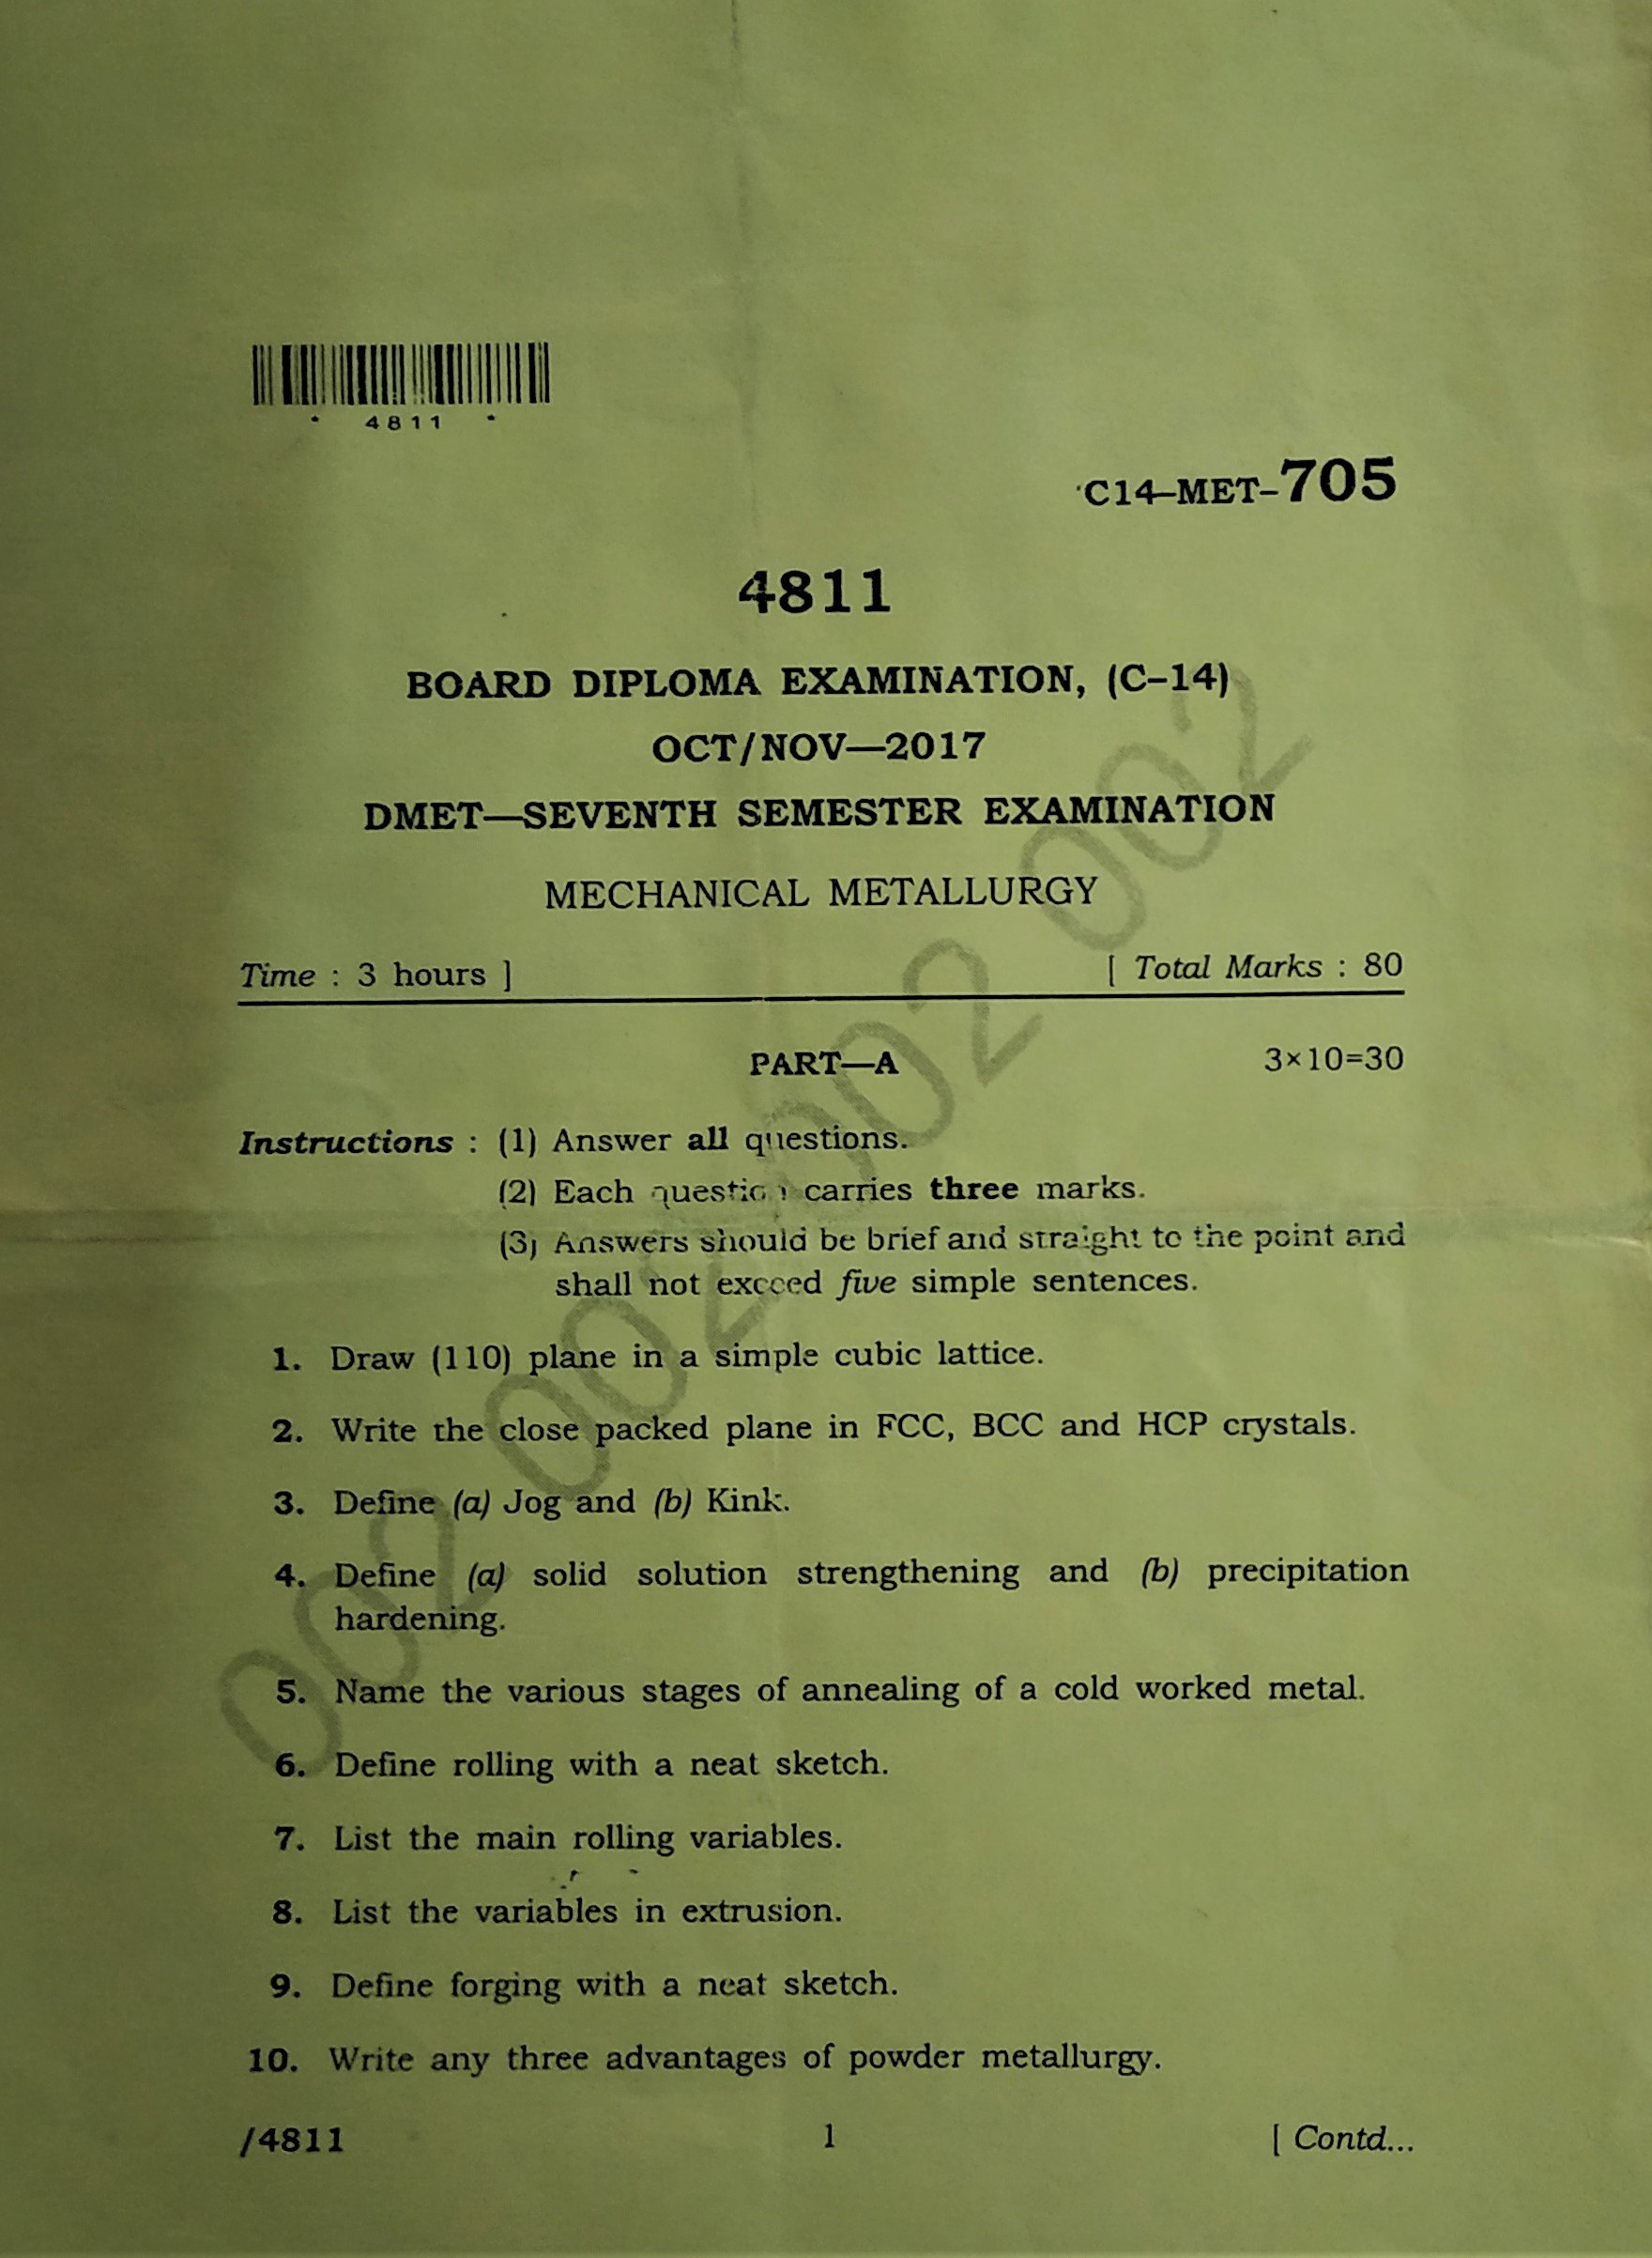 * 4811 *
C14–MET–705
4811
BOARD DIPLOMA EXAMINATION, (C–14)
OCT/NOV—2017
DMET—SEVENTH SEMESTER EXAMINATION
MECHANICAL METALLURGY
Time : 3 hours ] [ Total Marks : 80
PART—A 3×10=30
Instructions : (1) Answer all questions.
(2) Each question carries three marks.
(3) Answers should be brief and straight to the point and
shall not exceed five simple sentences.
1. Draw (110) plane in a simple cubic lattice.
2. Write the close packed plane in FCC, BCC and HCP crystals.
3. Define (a) Jog and (b) Kink.
4. Define (a) solid solution strengthening and (b) precipitation
hardening.
5. Name the various stages of annealing of a cold worked metal.
6. Define rolling with a neat sketch.
7. List the main rolling variables.
8. List the variables in extrusion.
9. Define forging with a neat sketch.
10. Write any three advantages of powder metallurgy.
/4811 1 [ Contd...
002 002 002 002